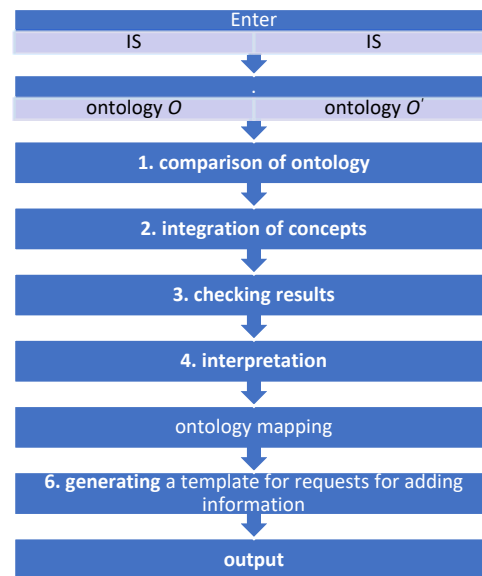 Enter
IS IS
.
ontology O ontology O'
1. comparison of ontology
2. integration of concepts
3. checking results
4. interpretation
ontology mapping
6. generating a template for requests for adding
information
output